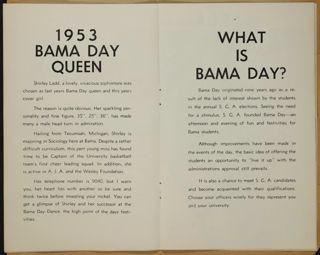 1953
BAMA DAY
QUEEN
Shirley Ladd, a lovely, vivacious sophomore was
chosen as last years Bama Day queen and this years
cover girl.
The reason is quite obvious. Her sparkling per-
sonality and fine figure, 35", 25", 36", has made
many a male head turn in admiration.
Hailing from Tecumseh, Michigan, Shirley is
majoring in Sociology here at Bama. Despite a rather
difficult curriculum, this pert young miss has found
time to be Captain of the University basketball
team's first cheer leading squad. In addition, she
is active in A. I. A. and the Wesley Foundation.
Her telephone number is 9040, but I warn
you, her heart lies with another so be sure and
think twice before investing your nickel. You can
get a glimpse of Shirley and her successor at the
Bama Day Dance, the high point of the days fest-
ivities.
WHAT
IS
BAMA DAY?
Bama Day originated nine years ago as a re-
sult of the lack of interest shown by the students
in the annual S. G. A. elections. Seeing the need
for a stimulus, S. G. A. founded Bama Day—an
afternoon and evening of fun and festivities for
Bama students.
Although improvements have been made in
the events of the day, the basic idea of offering the
students an opportunity to "live it up" with the
administrations approval still prevails.
It is also a chance to meet S. G. A. candidates
and become acquainted with their qualifications.
Choose your officers wisely for they represent you
and your university.